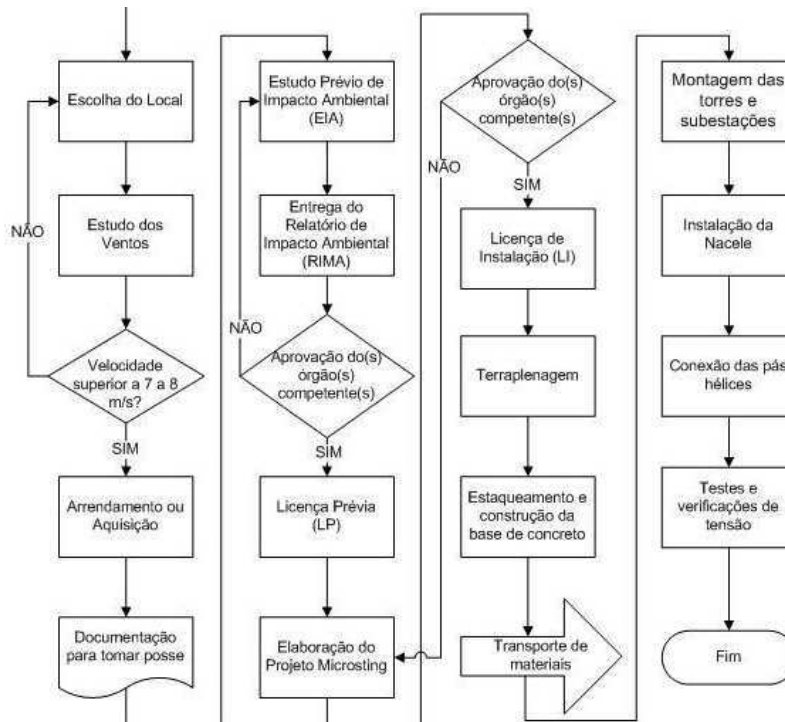 Escolha do Local
NÃO
Estudo dos
Ventos
Velocidade
superior a 7 a 8
m/s?
SIM
Arrendamento ou
Aquisição
Documentação
para tomar posse
Estudo Prévio de
Impacto Ambiental
(EIA)
Entrega do
Relatório de
Impacto Ambiental
(RIMA)
NÃO
Aprovação do(s)
órgão(s)
competente(s)
SIM
Licença Prévia
(LP)
Elaboração do
Projeto Microsting
Aprovação do(s)
órgão(s)
competente(s)
NÃO
SIM
Licença de
Instalação (LI)
Terraplenagem
Estaqueamento e
construção da
base de concreto
Transporte de
materiais
Montagem das
torres e
subestações
Instalação da
Nacele
Conexão das pás
hélices
Testes e
verificações de
tensão
Fim